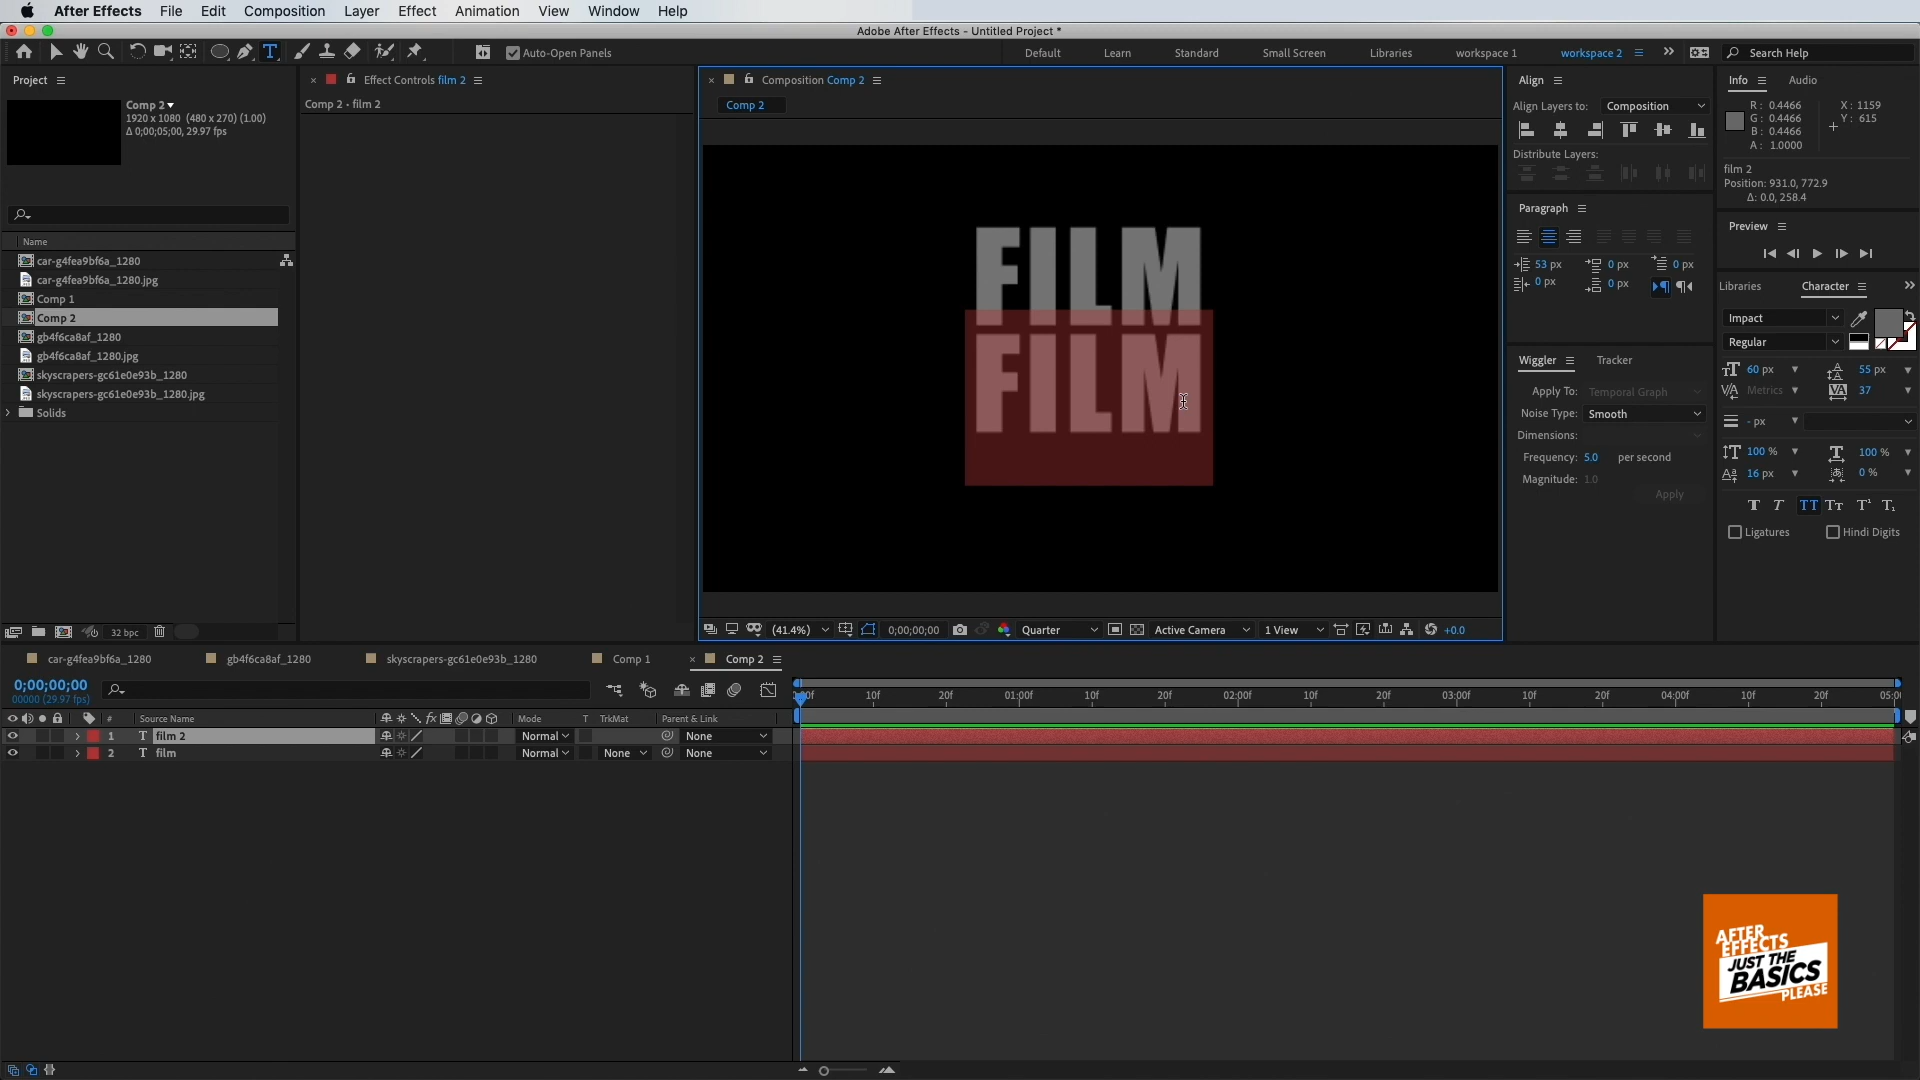 After Effects File Edit Composition Layer Effect Animation View Window Help
Adobe After Effects - Untitled Project *
Auto-Open Panels Default Learn Standard Small Screen Libraries workspace 1 workspace 2 Search Help
Project
Comp 2
1920 x 1080 (480 x 270) (1.00)
Δ 0;00;05;00, 29.97 fps
Name
car-g4fea9bf6a_1280
car-g4fea9bf6a_1280.jpg
Comp 1
Comp 2
gb4f6ca8af_1280
gb4f6ca8af_1280.jpg
skyscrapers-gc61e0e93b_1280
skyscrapers-gc61e0e93b_1280.jpg
Solids
32 bpc
Effect Controls film 2
Comp 2 • film 2
Composition Comp 2
Comp 2
FILM
FILM
(41.4%) 0;00;00;00 Quarter Active Camera 1 View +0.0
Align
Align Layers to: Composition
Distribute Layers:
Paragraph
53 px 0 px 0 px
0 px 0 px
Wiggler Tracker
Apply To: Temporal Graph
Noise Type: Smooth
Dimensions:
Frequency: 5.0 per second
Magnitude: 1.0
Apply
Info Audio
R: 0.4466 X: 1159
G: 0.4466 Y: 615
B: 0.4466
A: 1.0000
film 2
Position: 931.0, 772.9
Δ: 0.0, 258.4
Preview
Libraries Character
Impact
Regular
60 px 55 px
Metrics 37
- px
100 % 100 %
16 px 0 %
T T TT Tt T¹ T₁
Ligatures Hindi Digits
car-g4fea9bf6a_1280 gb4f6ca8af_1280 skyscrapers-gc61e0e93b_1280 Comp 1 Comp 2
0;00;00;00
00000 (29.97 fps)
10f 20f 01:00f 10f 20f 02:00f 10f 20f 03:00f 10f 20f 04:00f 10f 20f
# Source Name fx Mode T TrkMat Parent & Link
1 T film 2 Normal None
2 T film Normal None None
AFTER
EFFECTS
JUST THE
BASICS
PLEASE